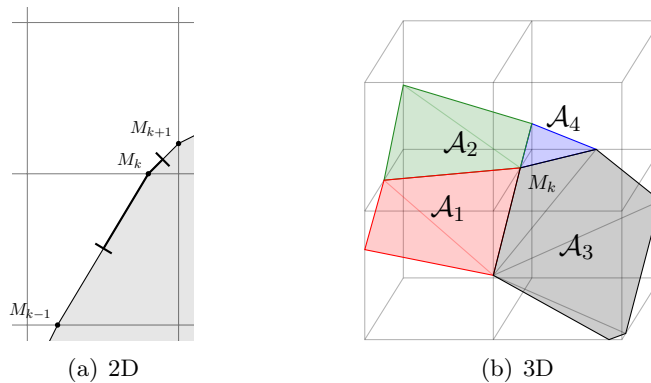 M_{k+1}
M_k
M_{k-1}
(a) 2D
A_4
A_2
M_k
A_1
A_3
(b) 3D